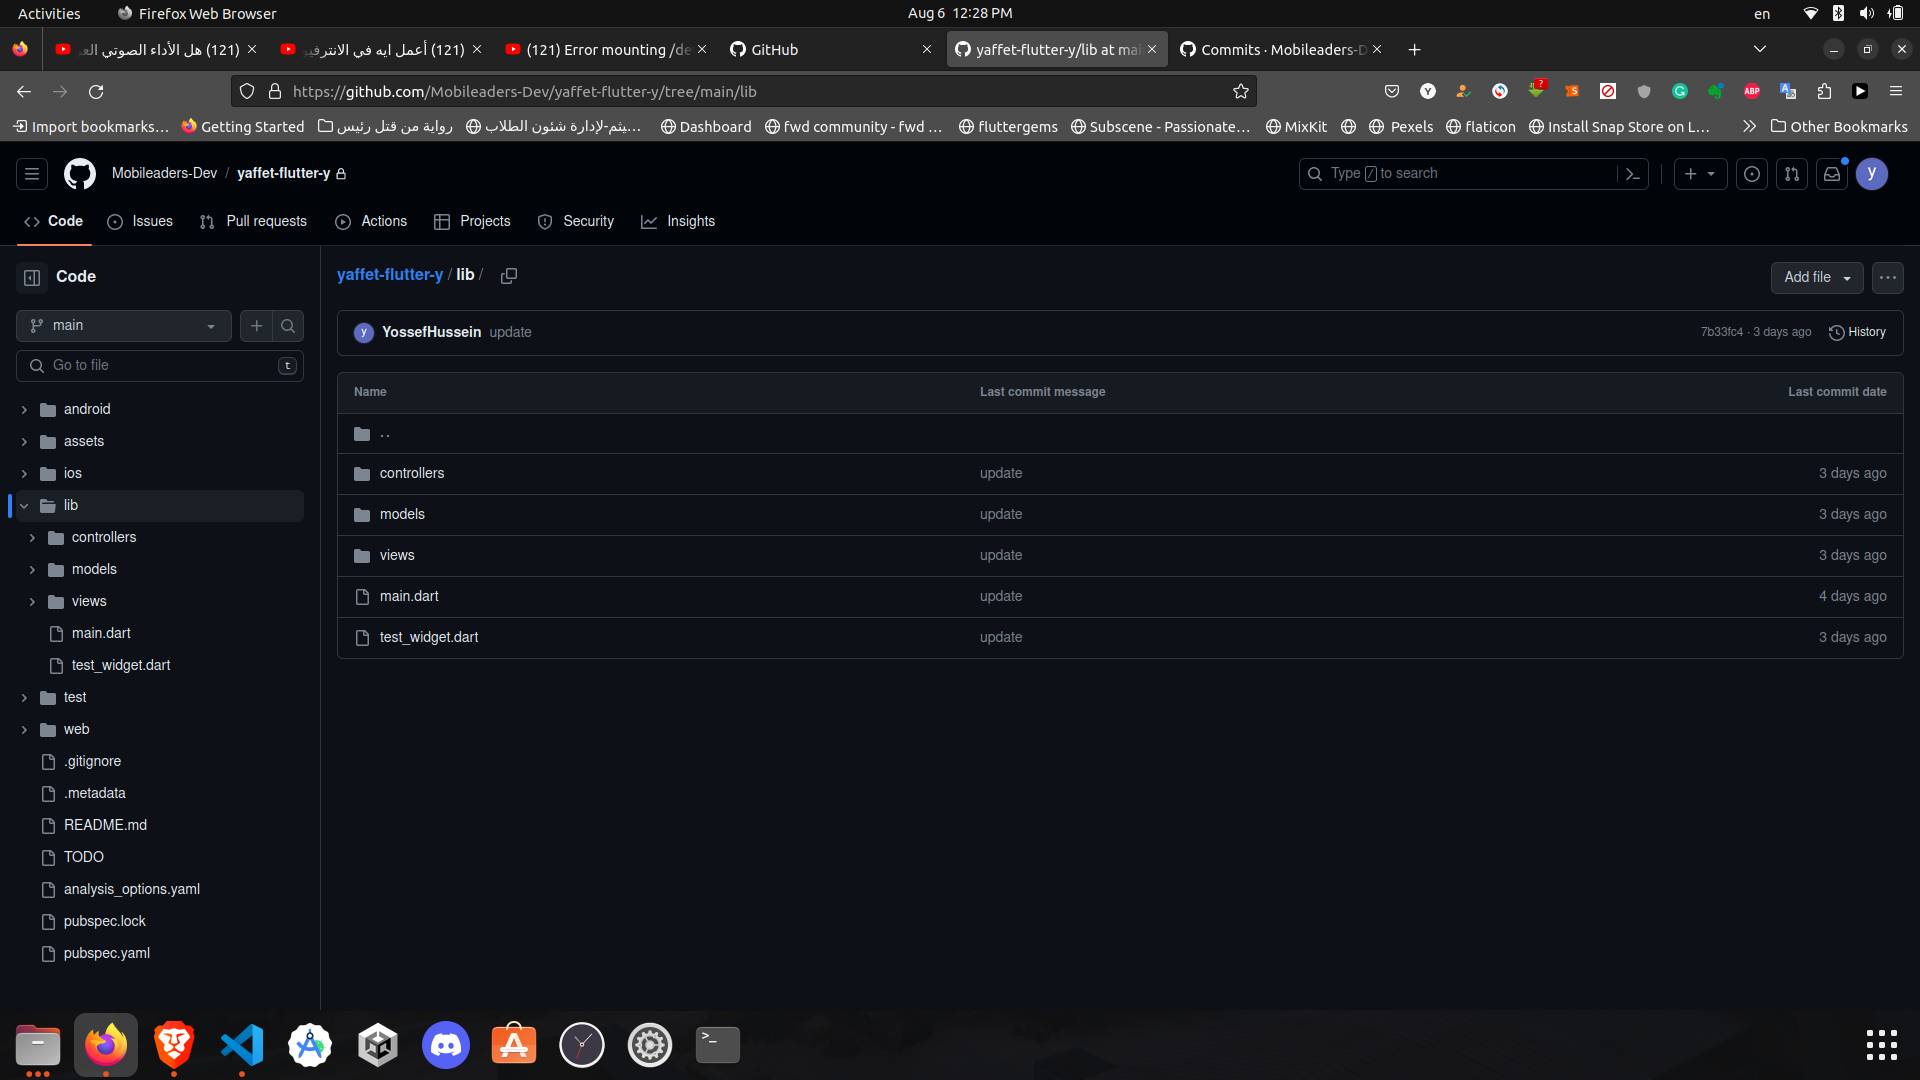 Activities
Firefox Web Browser
Aug 6 12:28 PM
en
(121) هل الأداء الصوتي
(121) أعمل ايه في
(121) Error mounting
GitHub
yaffet-flutter-y/lib at
Commits · Mobileaders-
https://github.com/Mobileaders-Dev/yaffet-flutter-y/tree/main/lib
Import bookmarks…
Getting Started
رواية من قتل رئيس
لإدارة شئون الطلاب
Dashboard
fwd community - fwd …
fluttergems
Subscene - Passionate…
MixKit
Pexels
flaticon
Install Snap Store on L…
Other Bookmarks
Mobileaders-Dev / yaffet-flutter-y
Type / to search
y
Code
Issues
Pull requests
Actions
Projects
Security
Insights
Code
main
Go to file
t
android
assets
ios
lib
controllers
models
views
main.dart
test_widget.dart
test
web
.gitignore
.metadata
README.md
TODO
analysis_options.yaml
pubspec.lock
pubspec.yaml
yaffet-flutter-y / lib /
Add file
y YossefHussein update
7b33fc4 · 3 days ago
History
Name Last commit message Last commit date
..
controllers update 3 days ago
models update 3 days ago
views update 3 days ago
main.dart update 4 days ago
test_widget.dart update 3 days ago